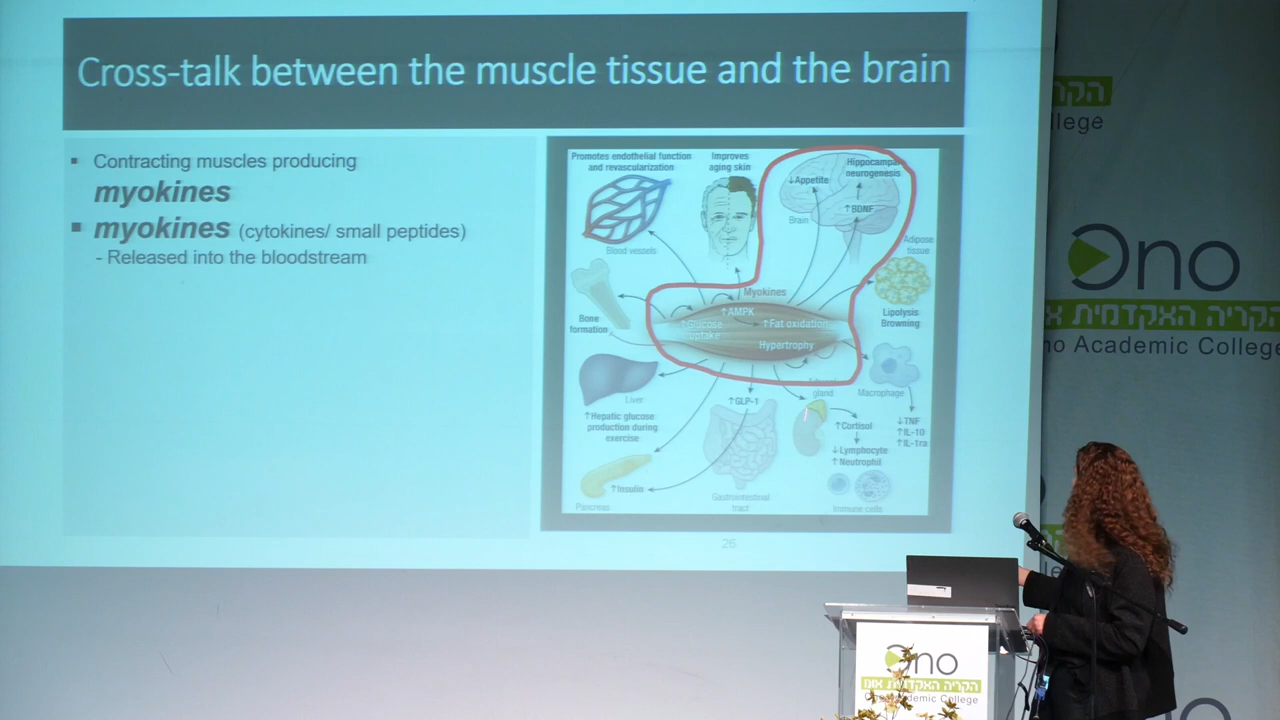 Cross-talk between the muscle tissue and the brain
▪ Contracting muscles producing
myokines
▪ myokines (cytokines/ small peptides)
- Released into the bloodstream
Promotes endothelial function
and revascularization
Blood vessels
Improves
aging skin
Hippocampal
neurogenesis
↓Appetite
↑BDNF
Brain
Adipose
tissue
Lipolysis
Browning
Bone
formation
Myokines
↑AMPK
↑Glucose
uptake
↑Fat oxidation
Hypertrophy
Liver
↑Hepatic glucose
production during
exercise
↑GLP-1
gland
↑Cortisol
↓Lymphocyte
↑Neutrophil
Immune cells
Macrophage
↓TNF
↑IL-10
↑IL-1ra
↑Insulin
Pancreas
Gastrointestinal
tract
26
הקריה
llege
Ono
הקריה האקדמית או
no Academic College
Ono
הקריה האקדמית אונו
Academic College
no